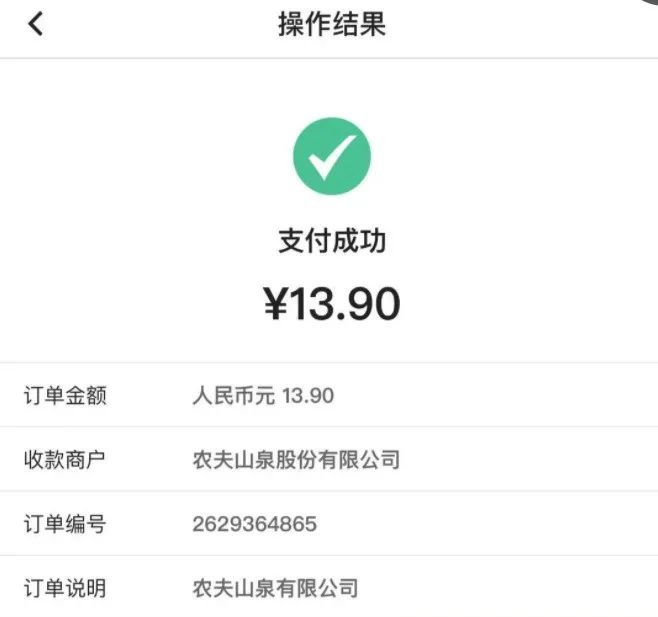 操作结果
支付成功
¥13.90
订单金额 人民币元 13.90
收款商户 农夫山泉股份有限公司
订单编号 2629364865
订单说明 农夫山泉有限公司